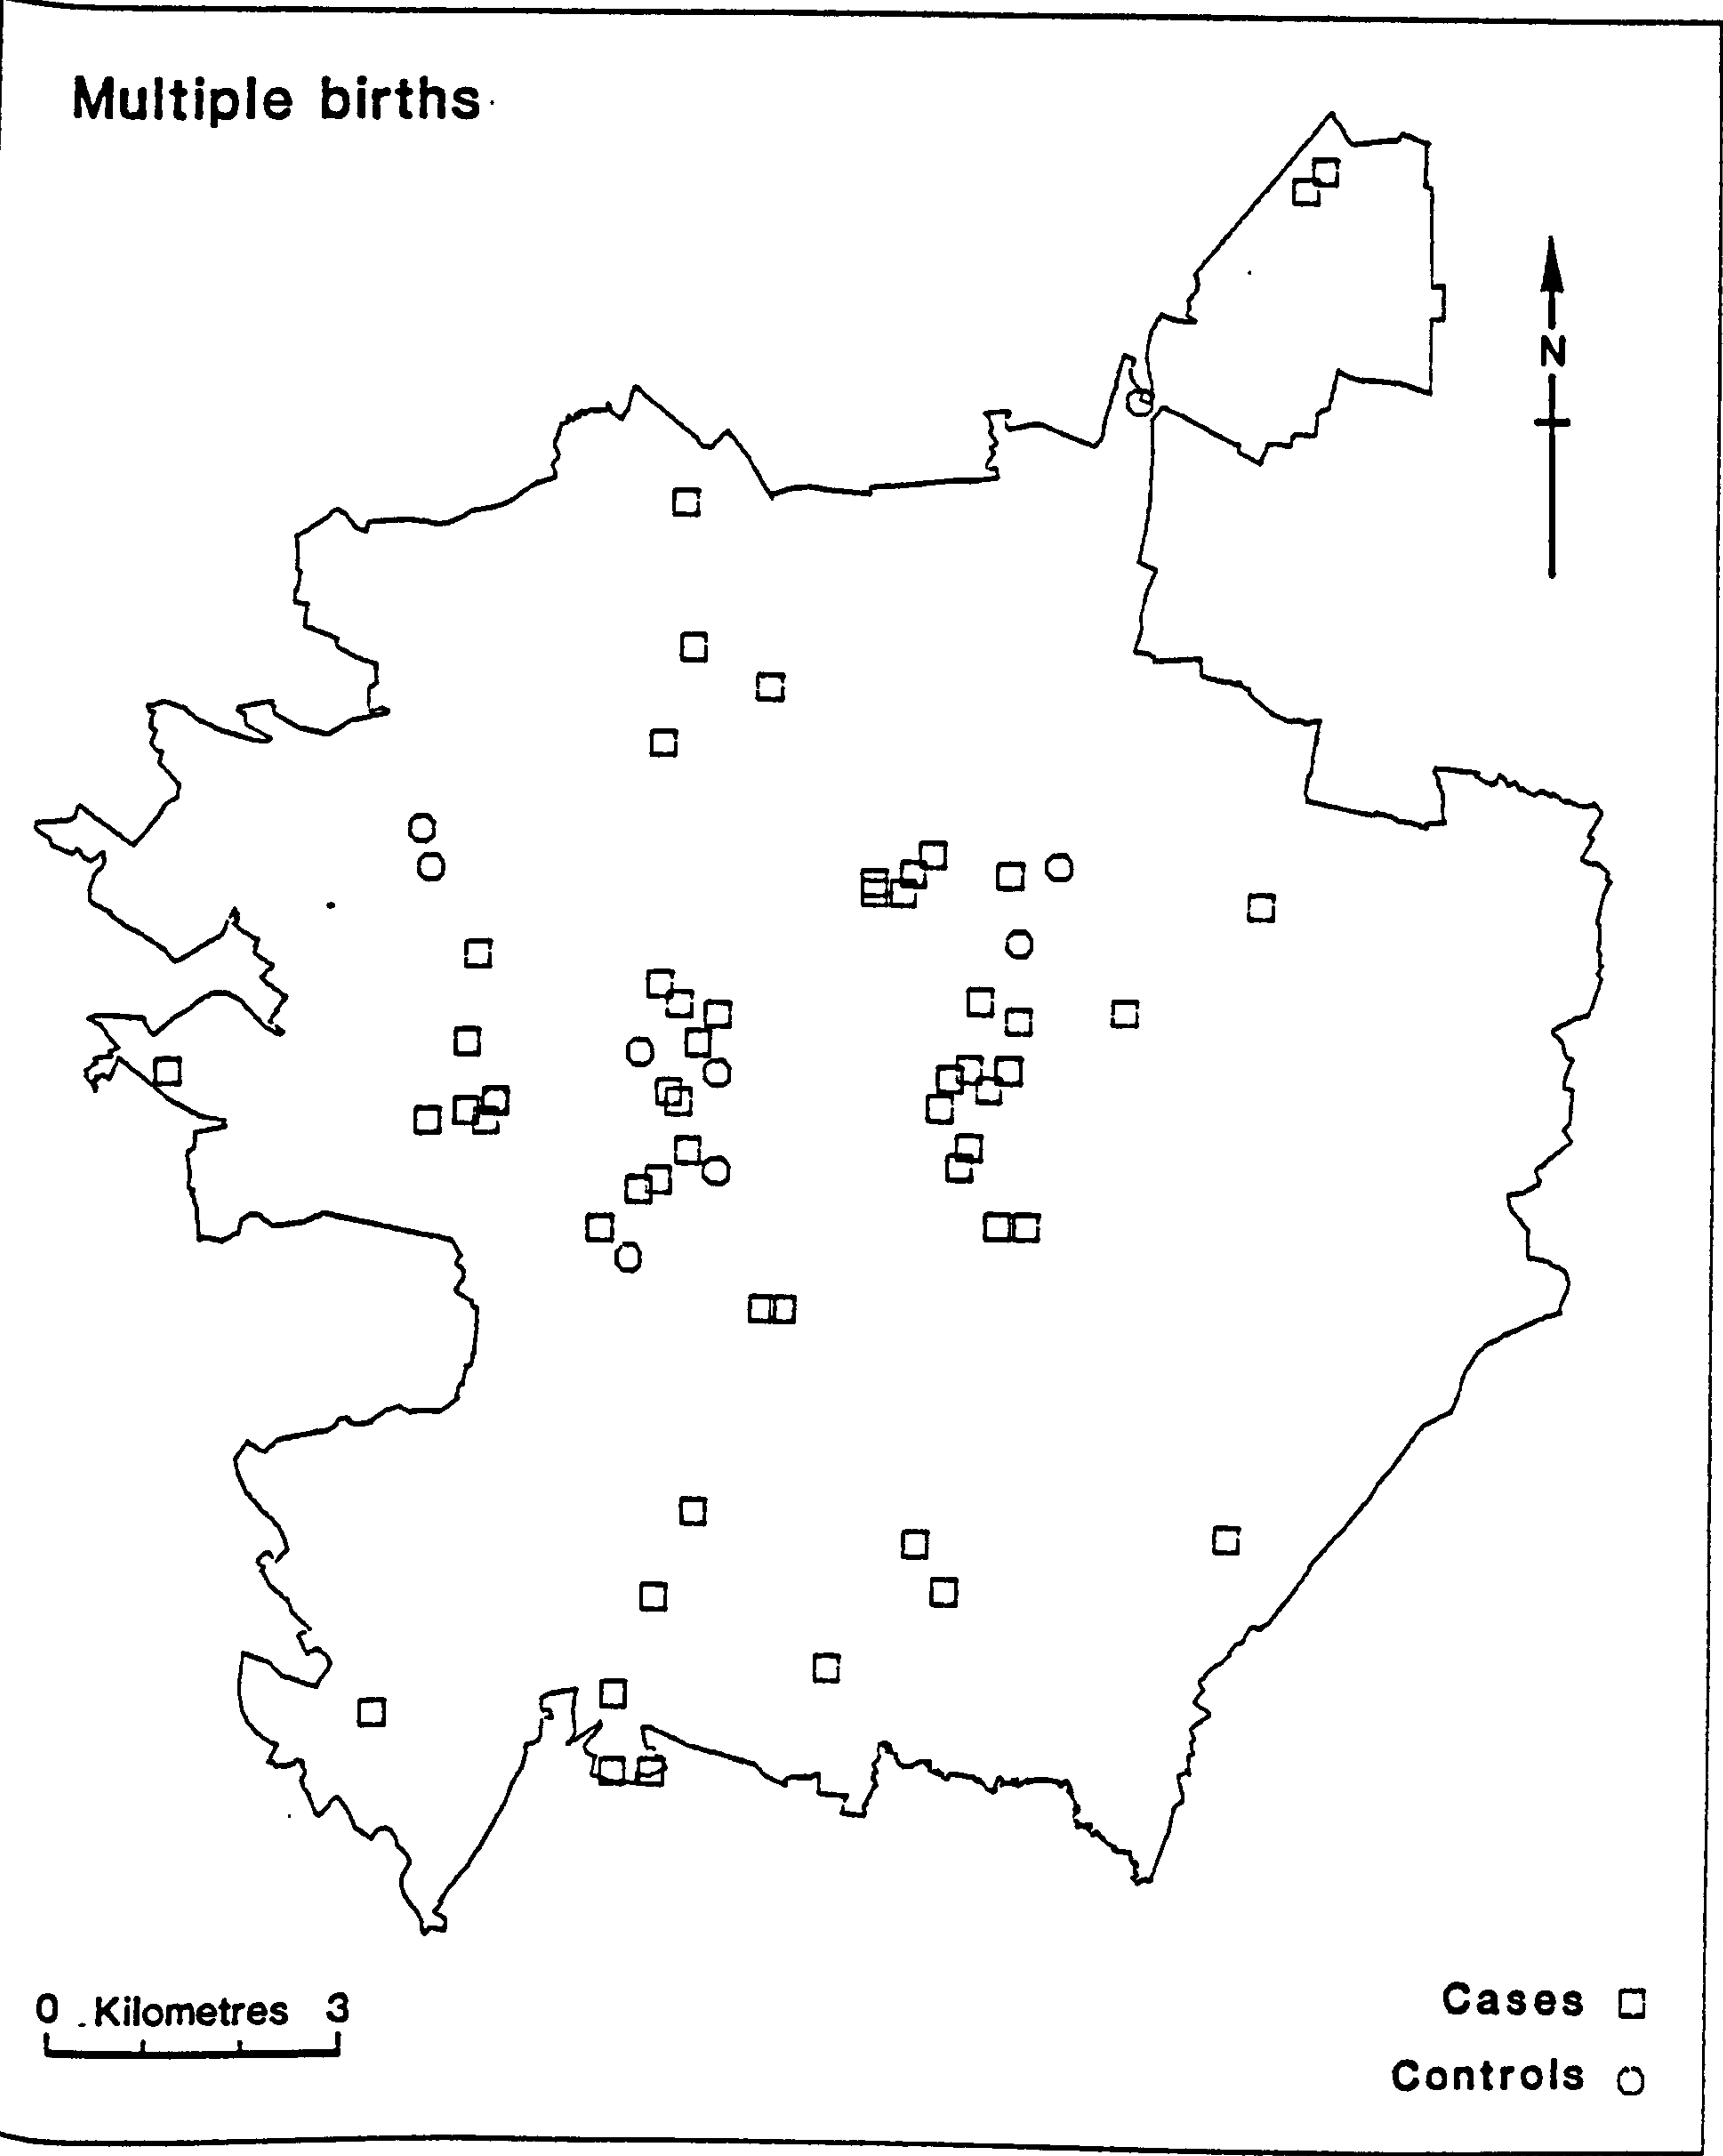 Multiple births
N
0 Kilometres 3
Cases
Controls